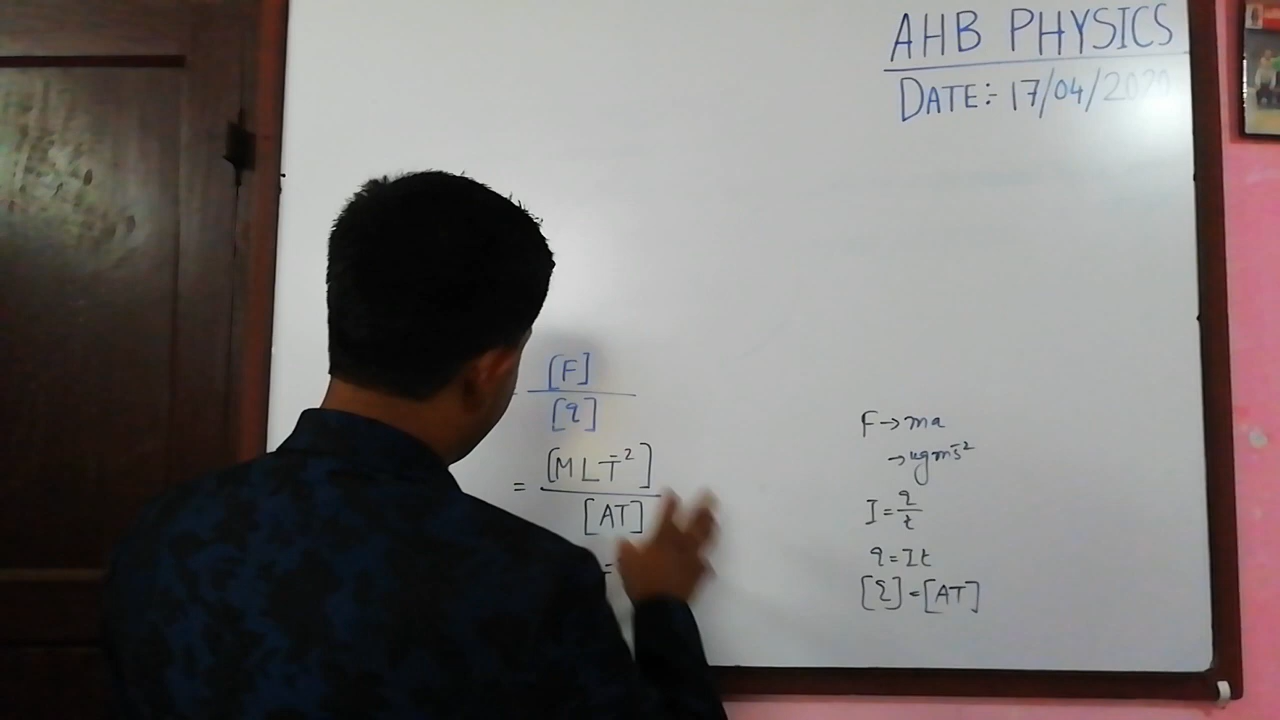 AHB PHYSICS
DATE:- 17/04/2020
[F]
[q]
= [MLT⁻²]
[AT]
=
F→ma
→kgms⁻²
I = q
t
q = It
[q] = [AT]